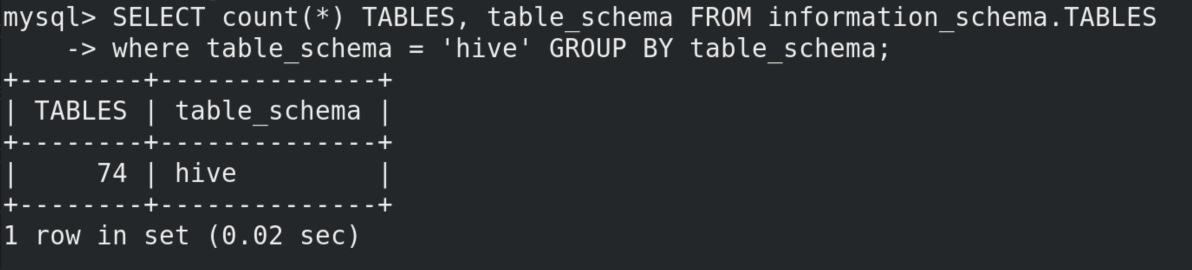 mysql> SELECT count(*) TABLES, table_schema FROM information_schema.TABLES
    -> where table_schema = 'hive' GROUP BY table_schema;
+--------+--------------+
| TABLES | table_schema |
+--------+--------------+
|     74 | hive         |
+--------+--------------+
1 row in set (0.02 sec)